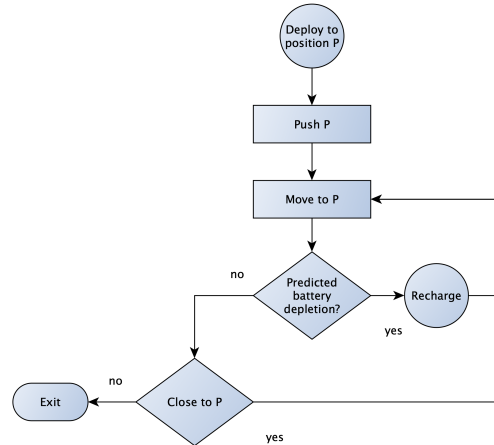 Deploy to
position P
Push P
Move to P
no
Predicted
battery
depletion?
Recharge
yes
no
Exit
Close to P
yes